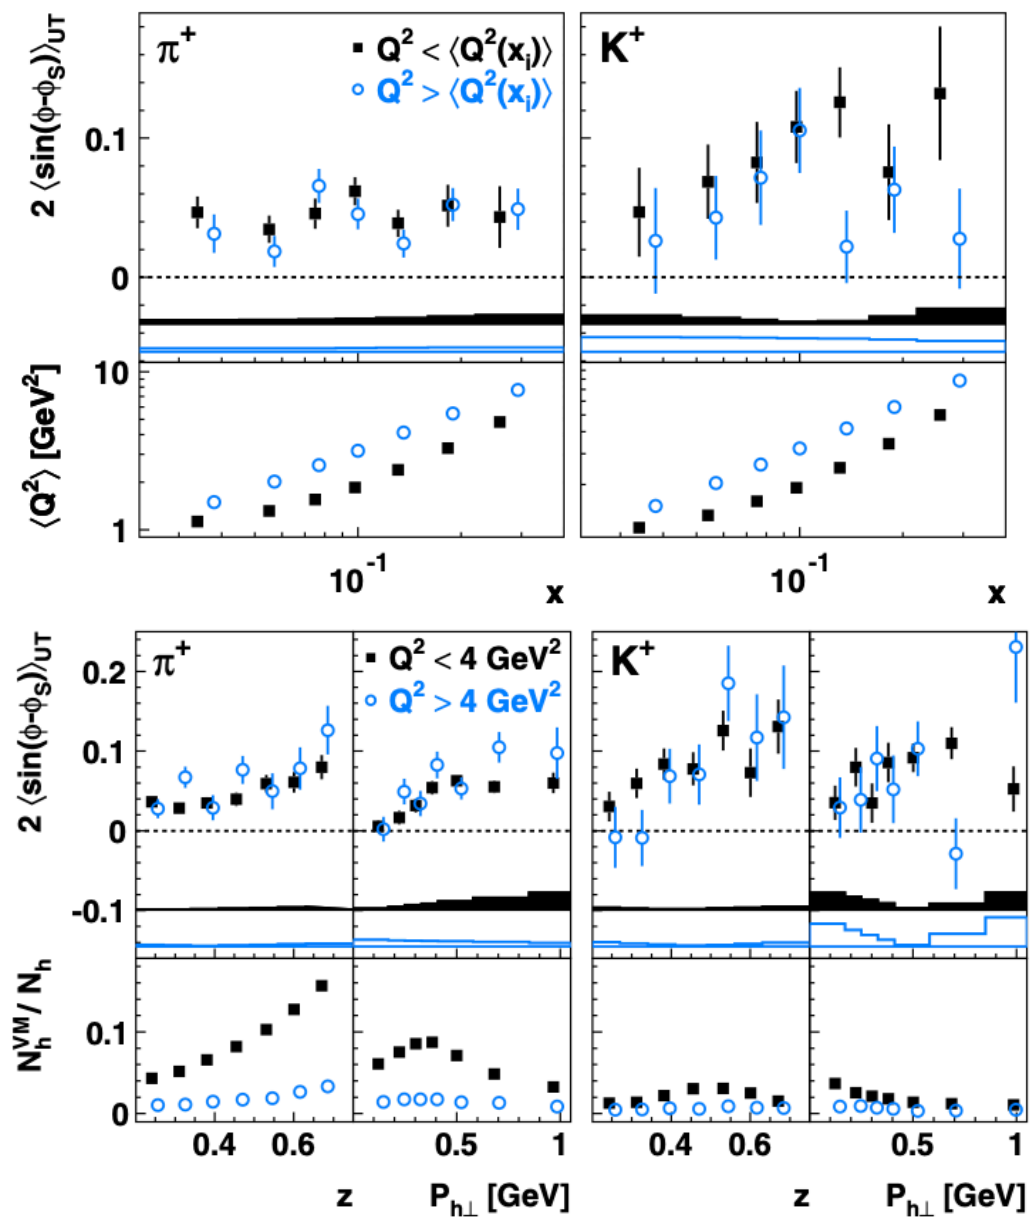 π+
Q2 < ⟨Q2(xi)⟩
Q2 > ⟨Q2(xi)⟩
K+
2 ⟨sin(ϕ-ϕS)⟩UT
0.1
0
⟨Q2⟩ [GeV2]
10
1
10-1
x
10-1
x
π+
Q2 < 4 GeV2
Q2 > 4 GeV2
K+
2 ⟨sin(ϕ-ϕS)⟩UT
0.2
0.1
0
-0.1
NhVM/ Nh
0.1
0
0.4 0.6 0.5 1 0.4 0.6 0.5 1
z Ph⊥ [GeV] z Ph⊥ [GeV]